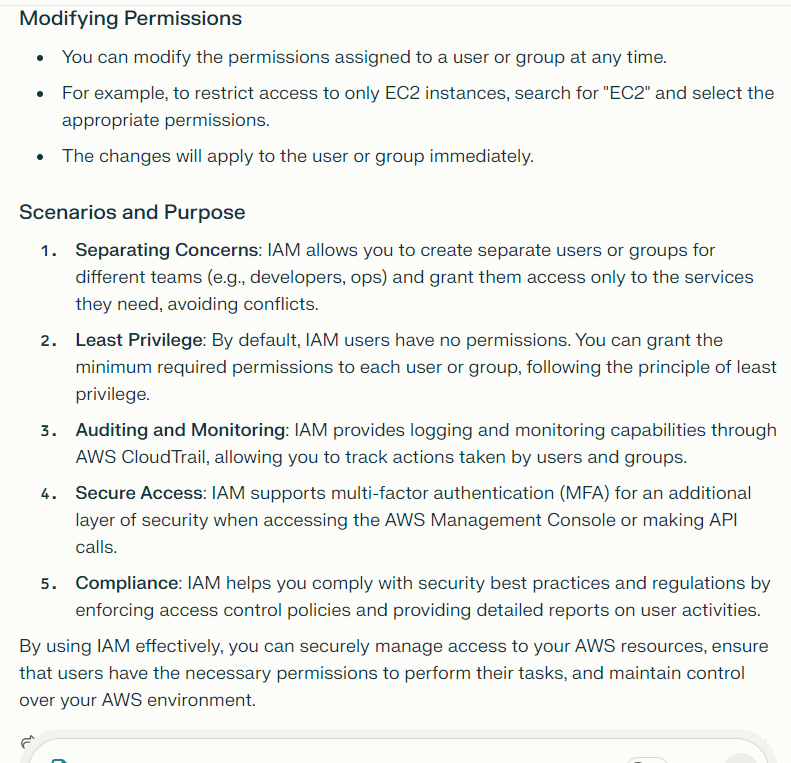 Modifying Permissions
• You can modify the permissions assigned to a user or group at any time.
• For example, to restrict access to only EC2 instances, search for "EC2" and select the
appropriate permissions.
• The changes will apply to the user or group immediately.
Scenarios and Purpose
1. Separating Concerns: IAM allows you to create separate users or groups for
different teams (e.g., developers, ops) and grant them access only to the services
they need, avoiding conflicts.
2. Least Privilege: By default, IAM users have no permissions. You can grant the
minimum required permissions to each user or group, following the principle of least
privilege.
3. Auditing and Monitoring: IAM provides logging and monitoring capabilities through
AWS CloudTrail, allowing you to track actions taken by users and groups.
4. Secure Access: IAM supports multi-factor authentication (MFA) for an additional
layer of security when accessing the AWS Management Console or making API
calls.
5. Compliance: IAM helps you comply with security best practices and regulations by
enforcing access control policies and providing detailed reports on user activities.
By using IAM effectively, you can securely manage access to your AWS resources, ensure
that users have the necessary permissions to perform their tasks, and maintain control
over your AWS environment.